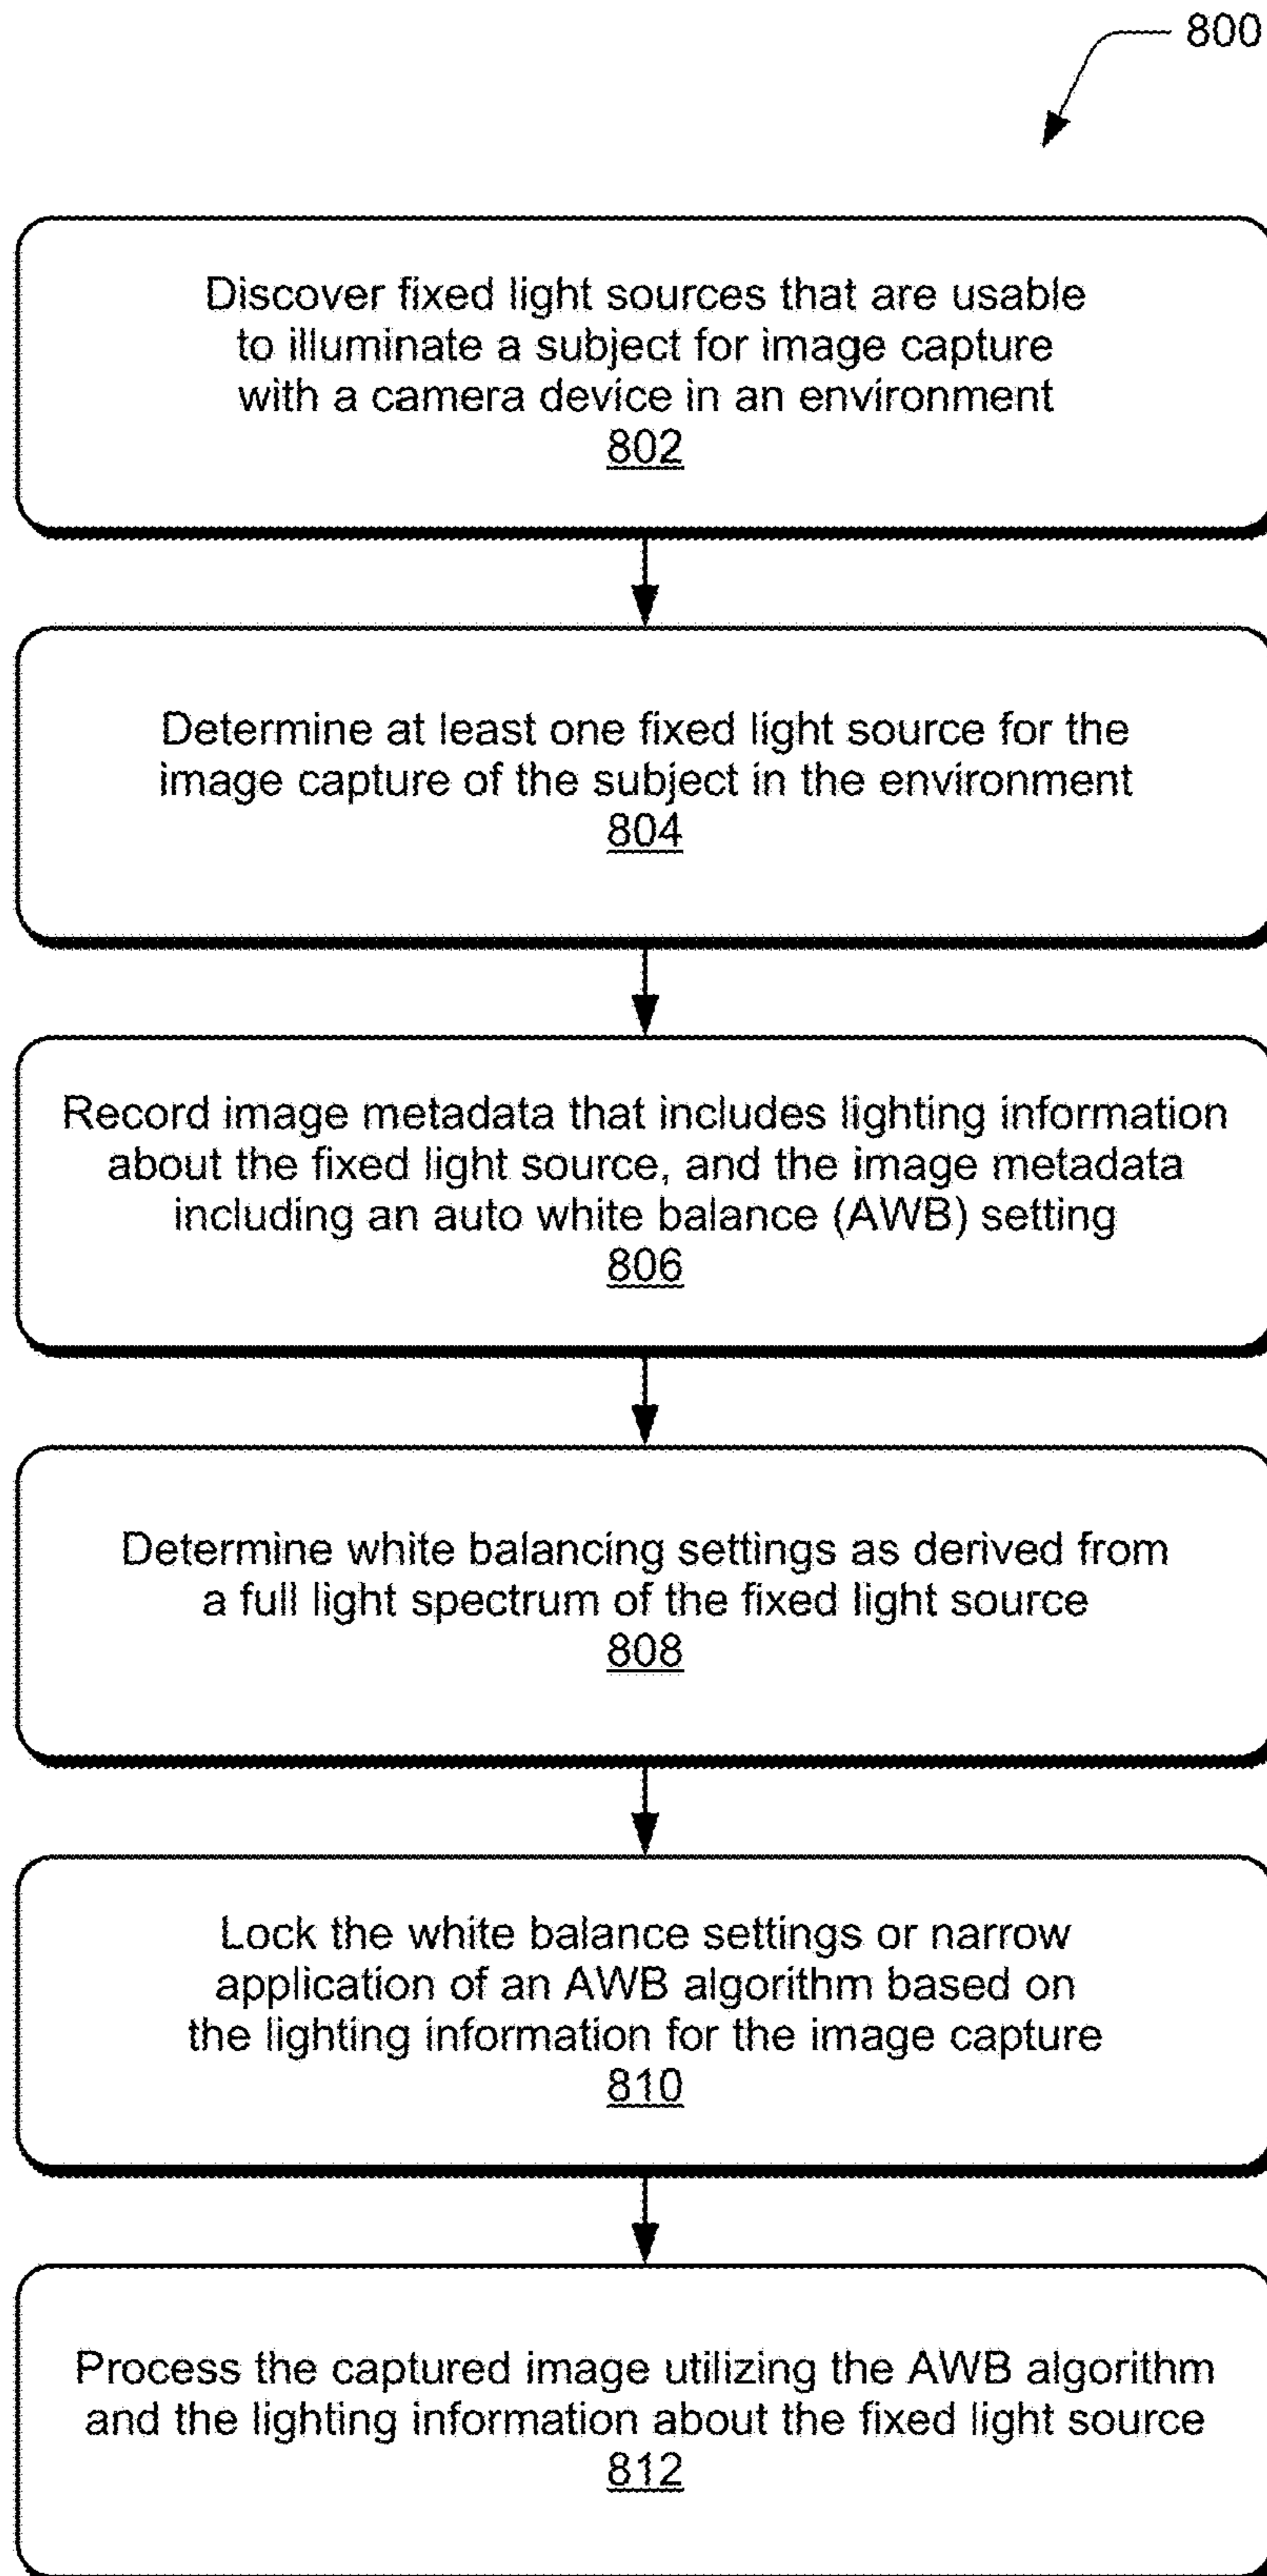 800
Discover fixed light sources that are usable
to illuminate a subject for image capture
with a camera device in an environment
802
Determine at least one fixed light source for the
image capture of the subject in the environment
804
Record image metadata that includes lighting information
about the fixed light source, and the image metadata
including an auto white balance (AWB) setting
806
Determine white balancing settings as derived from
a full light spectrum of the fixed light source
808
Lock the white balance settings or narrow
application of an AWB algorithm based on
the lighting information for the image capture
810
Process the captured image utilizing the AWB algorithm
and the lighting information about the fixed light source
812